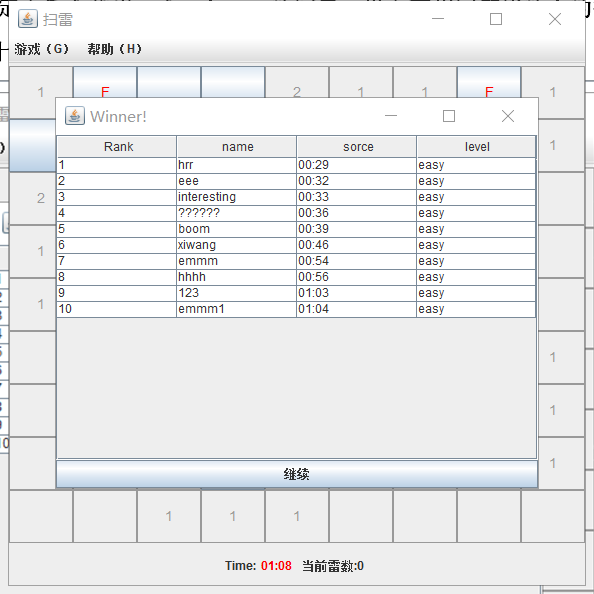 扫雷
游戏（G） 帮助（H）
1 F 2 1 1 F 1
Winner!
1
Rank name sorce level
1 hrr 00:29 easy
2 eee 00:32 easy
3 interesting 00:33 easy
4 ?????? 00:36 easy
5 boom 00:39 easy
6 xiwang 00:46 easy
7 emmm 00:54 easy
8 hhhh 00:56 easy
9 123 01:03 easy
10 emmm1 01:04 easy
2
1
1
1
1
继续
1
1 1 1
Time: 01:08 当前雷数:0